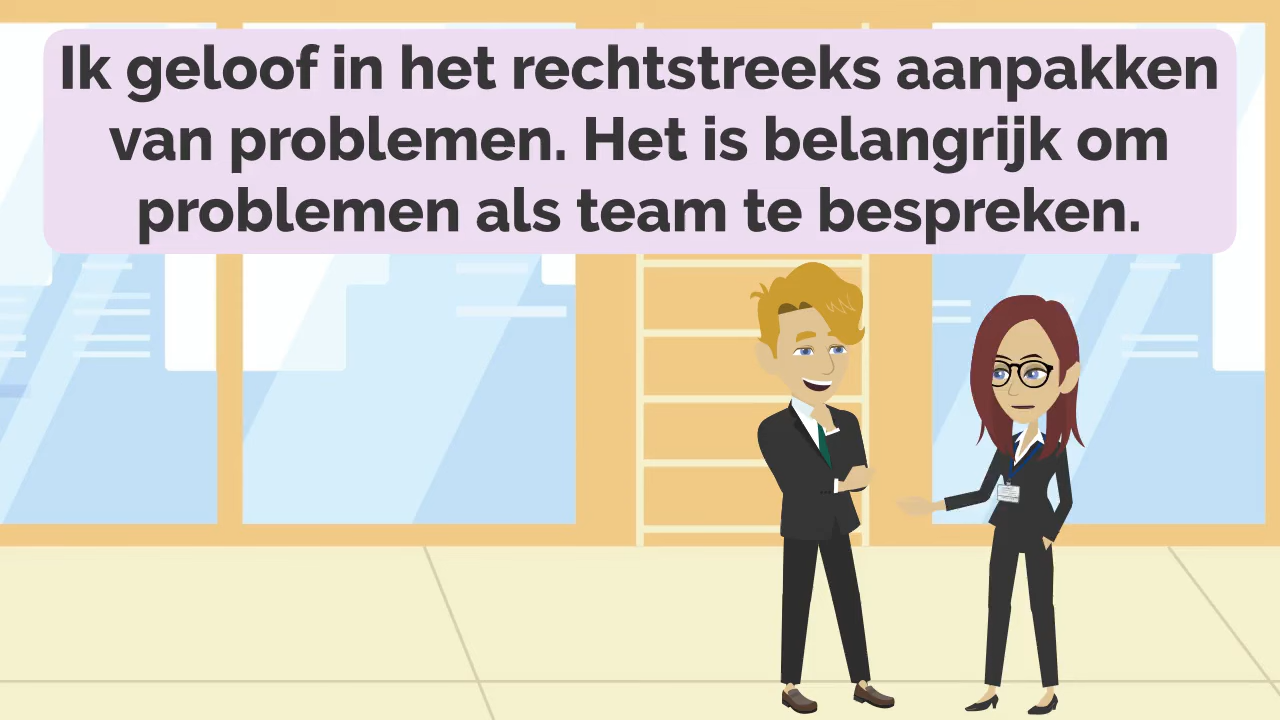 Ik geloof in het rechtstreeks aanpakken
van problemen. Het is belangrijk om
problemen als team te bespreken.